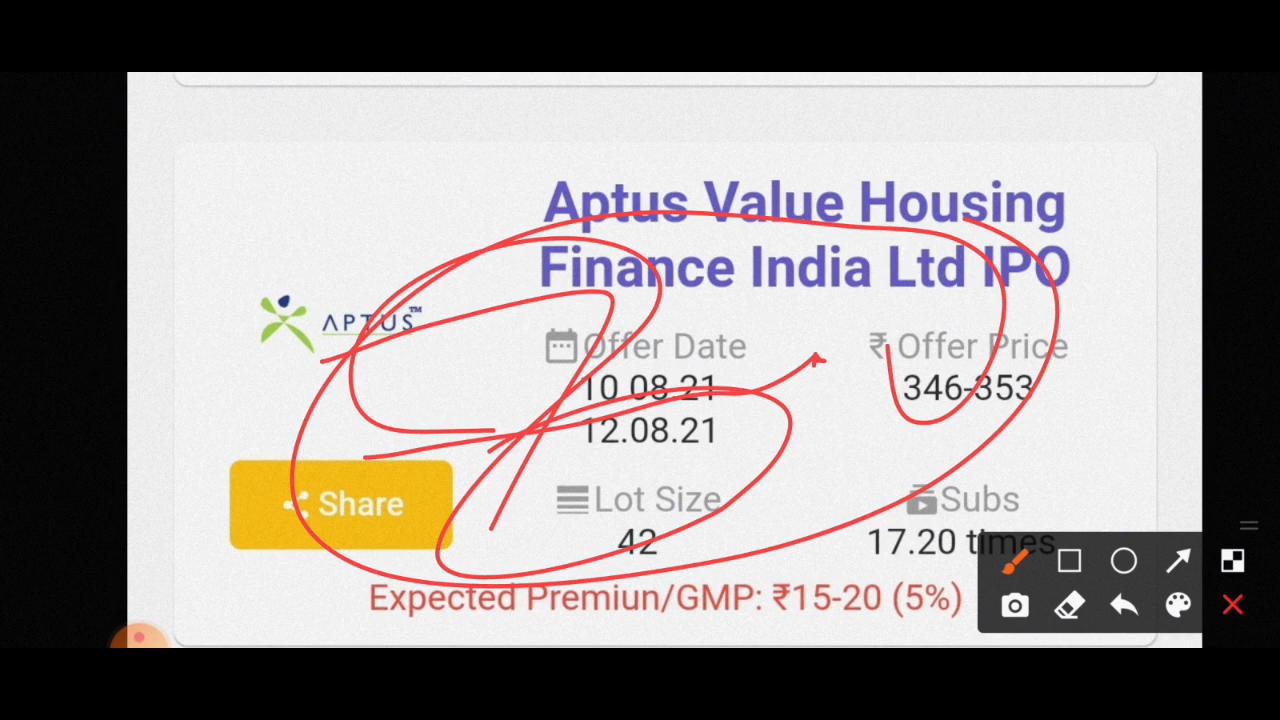 Aptus Value Housing
Finance India Ltd IPO
APTUS™
Offer Date
10.08.21
12.08.21
₹ Offer Price
346-353
Share
Lot Size
42
Subs
17.20 times
Expected Premiun/GMP: ₹15-20 (5%)